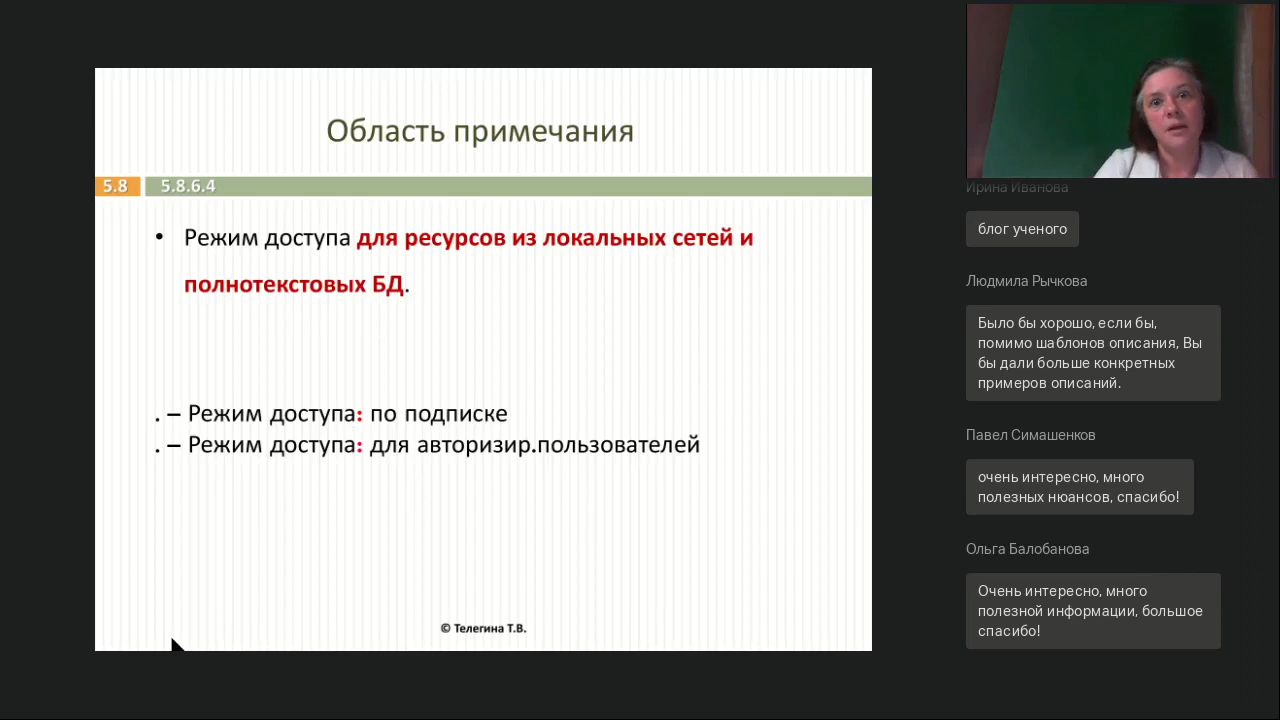 Область примечания
5.8 5.8.6.4
• Режим доступа для ресурсов из локальных сетей и
полнотекстовых БД.
. – Режим доступа: по подписке
. – Режим доступа: для авторизир.пользователей
© Телегина Т.В.
Ирина Иванова
блог ученого
Людмила Рычкова
Было бы хорошо, если бы,
помимо шаблонов описания, Вы
бы дали больше конкретных
примеров описаний.
Павел Симашенков
очень интересно, много
полезных нюансов, спасибо!
Ольга Балобанова
Очень интересно, много
полезной информации, большое
спасибо!